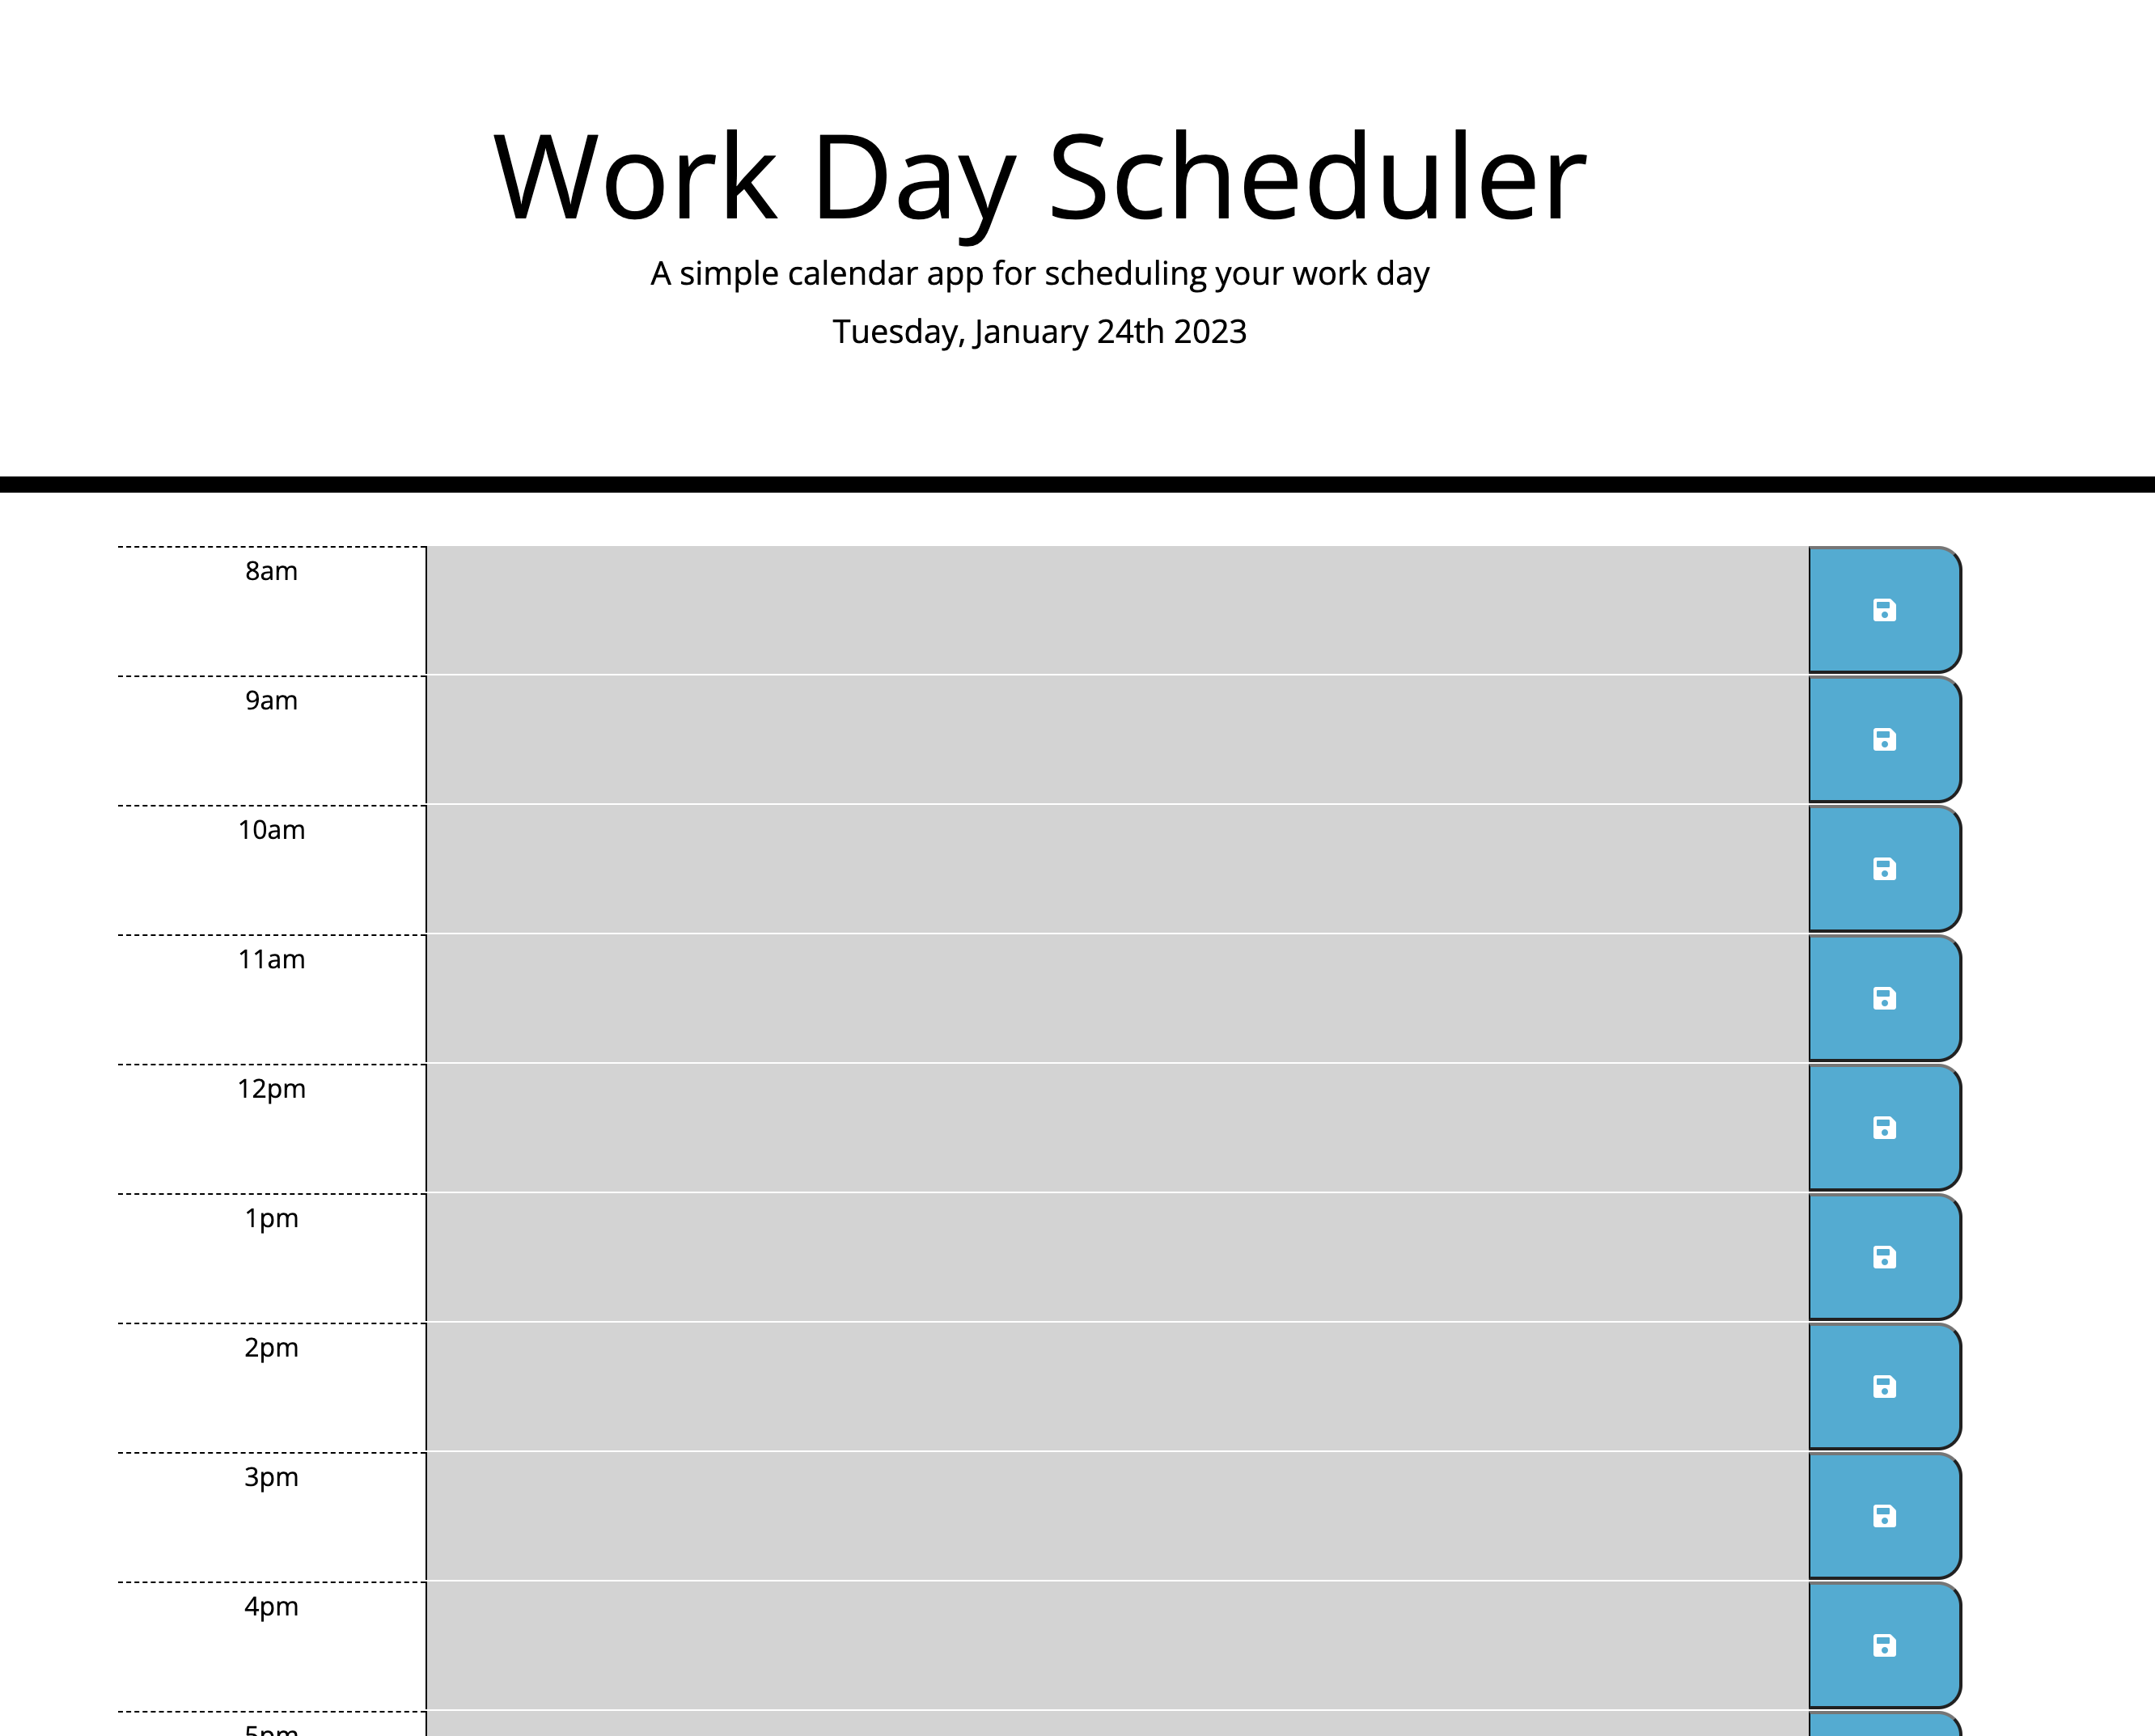 Work Day Scheduler
A simple calendar app for scheduling your work day
Tuesday, January 24th 2023
8am
9am
10am
11am
12pm
1pm
2pm
3pm
4pm
5pm